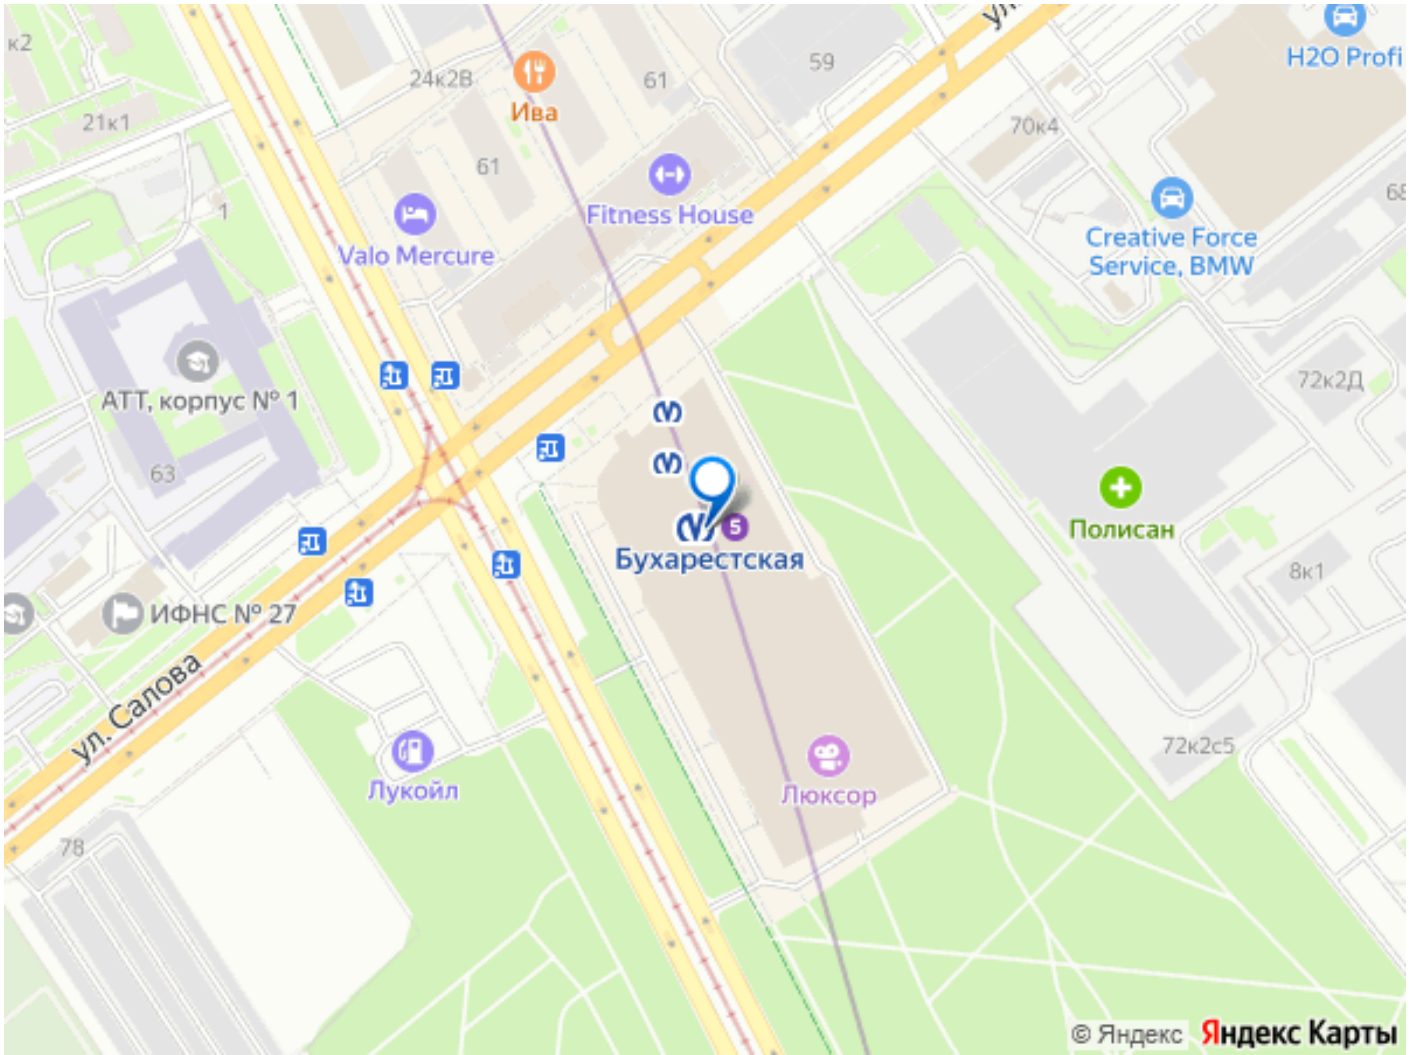 к2
24к2В
Ива
61
59
ул.
H2O Profi
21к1
61
70к4
68
1
Valo Mercure
Fitness House
Creative Force
Service, BMW
АТТ, корпус № 1
72к2Д
63
5
Бухарестская
Полисан
8к1
ИФНС № 27
ул. Салова
Лукойл
Люксор
72к2с5
78
© Яндекс
Яндекс Карты